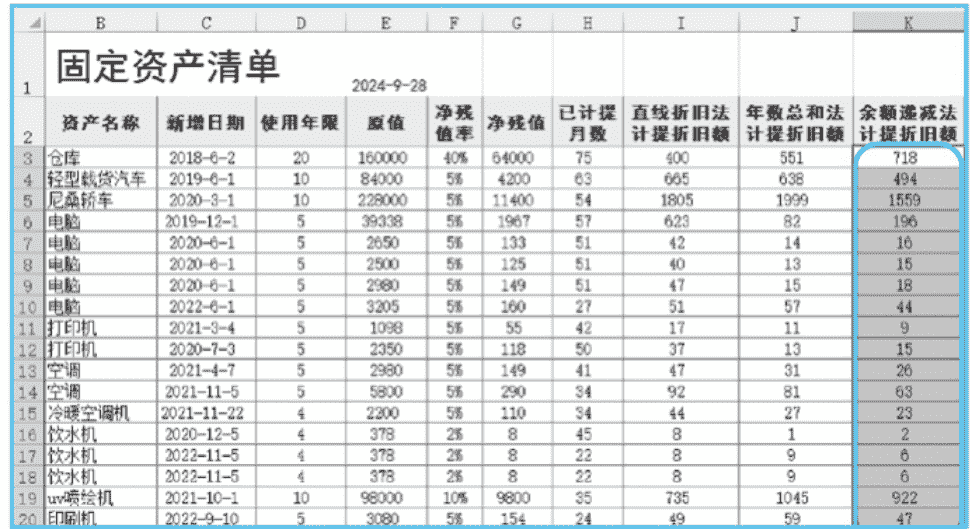 B C D E F G H I J K
1 固定资产清单 2024-9-28
2 资产名称 新增日期 使用年限 原值 净残值率 净残值 已计提月数 直线折旧法计提折旧额 年数总和法计提折旧额 余额递减法计提折旧额
3 仓库 2018-6-2 20 160000 40% 64000 75 400 551 718
4 轻型载货汽车 2019-6-1 10 84000 5% 4200 63 665 638 494
5 尼桑轿车 2020-3-1 10 228000 5% 11400 54 1805 1999 1559
6 电脑 2019-12-1 5 39338 5% 1967 57 623 82 196
7 电脑 2020-6-1 5 2650 5% 133 51 42 14 16
8 电脑 2020-6-1 5 2500 5% 125 51 40 13 15
9 电脑 2020-6-1 5 2980 5% 149 51 47 15 18
10 电脑 2022-6-1 5 3205 5% 160 27 51 57 44
11 打印机 2021-3-4 5 1098 5% 55 42 17 11 9
12 打印机 2020-7-3 5 2350 5% 118 50 37 13 15
13 空调 2021-4-7 5 2980 5% 149 41 47 31 26
14 空调 2021-11-5 5 5800 5% 290 34 92 81 63
15 冷暖空调机 2021-11-22 4 2200 5% 110 34 44 27 23
16 饮水机 2020-12-5 4 378 2% 8 45 8 1 2
17 饮水机 2022-11-5 4 378 2% 8 22 8 9 6
18 饮水机 2022-11-5 4 378 2% 8 22 8 9 6
19 uv喷绘机 2021-10-1 10 98000 10% 9800 35 735 1045 922
20 印刷机 2022-9-10 5 3080 5% 154 24 49 59 47